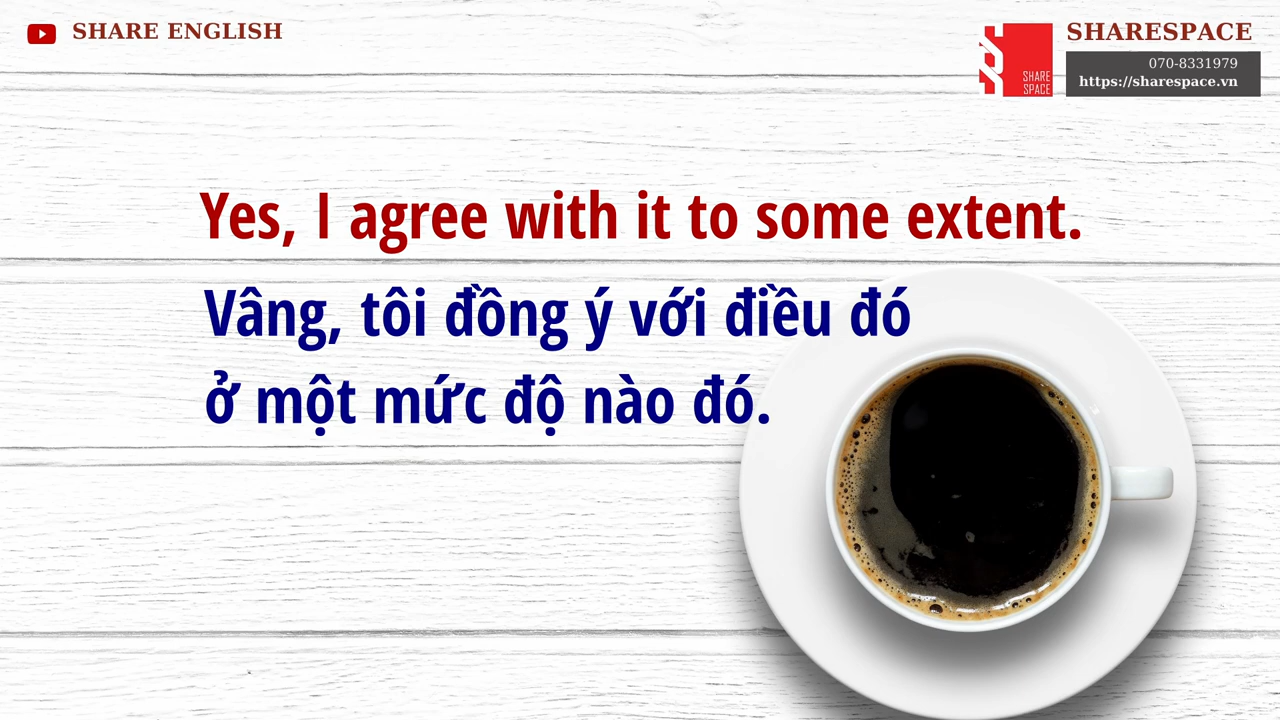 SHARE ENGLISH
SHARESPACE
070-8331979
https://sharespace.vn
SHARE
SPACE
Yes, I agree with it to some extent.
Vâng, tôi đồng ý với điều đó
ở một mức độ nào đó.